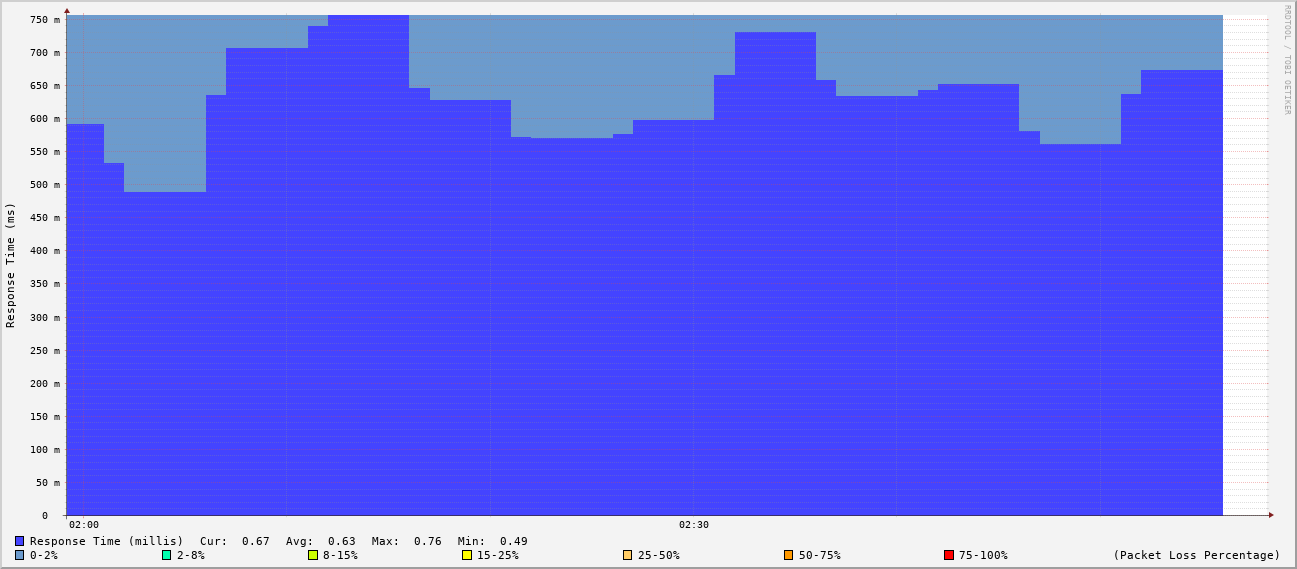 RRDTOOL / TOBI OETIKER
750 m
700 m
650 m
600 m
550 m
500 m
450 m
400 m
350 m
300 m
250 m
200 m
150 m
100 m
50 m
0
Response Time (ms)
02:00 02:30
Response Time (millis) Cur: 0.67 Avg: 0.63 Max: 0.76 Min: 0.49
0-2% 2-8% 8-15% 15-25% 25-50% 50-75% 75-100% (Packet Loss Percentage)